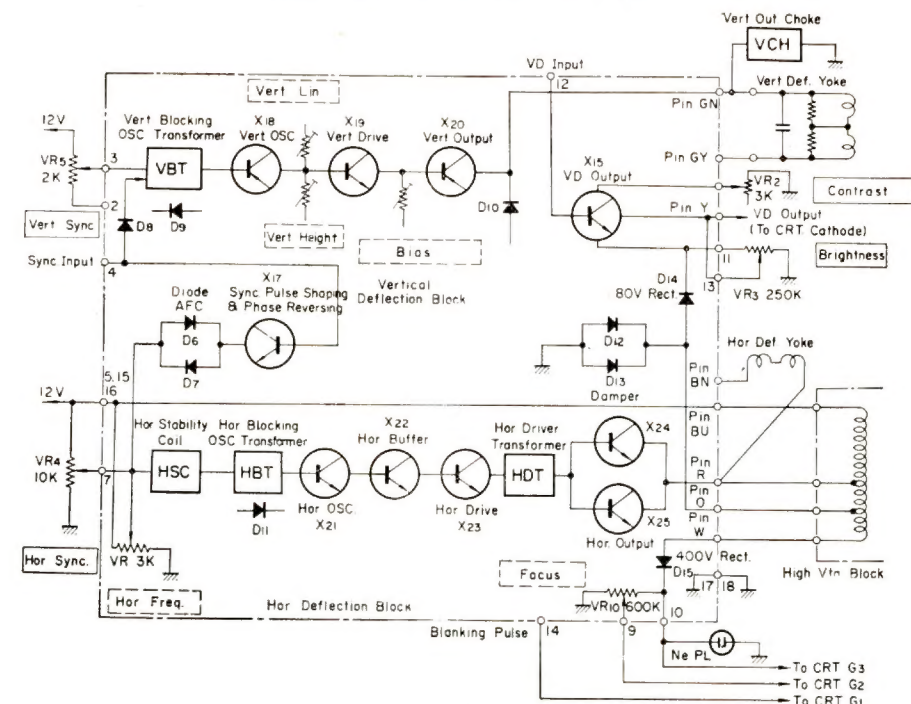 Vert Out Choke
VCH
VD Input
12
Vert Lin
Vert Def. Yoke
Pin GN
Vert Blocking
OSC Transformer
X18
Vert OSC
X19
Vert Drive
X20
Vert Output
12V
3
VBT
VR5
2K
2
X15
VD Output
Pin GY
VR2
3K
Contrast
Pin Y
VD Output
(To CRT Cathode)
D8
D9
D10
Vert Sync
Vert Height
Bias
11
Brightness
Sync Input
4
X17
Sync Pulse Shaping
& Phase Reversing
Vertical
Deflection Block
D14
80V Rect.
13
VR3 250K
Diode
AFC
D6
D7
D12
D13
Damper
Hor Def Yoke
Pin
BN
12V
5,15
16
Pin
BU
Hor Stability
Coil
Hor Blocking
OSC Transformer
X22
Hor Buffer
Hor Driver
Transformer
X24
VR4
10K
7
HSC
HBT
HDT
Pin
R
Pin
O
D11
Hor OSC.
X21
Hor Drive
X23
X25
Hor. Output
Pin
W
Hor Sync.
VR 3K
400V Rect.
D15
17
18
High Vtn Block
Focus
Hor Freq.
Hor Deflection Block
VR10
600K
10
Blanking Pulse
14
9
Ne PL
To CRT G3
To CRT G2
To CRT G1